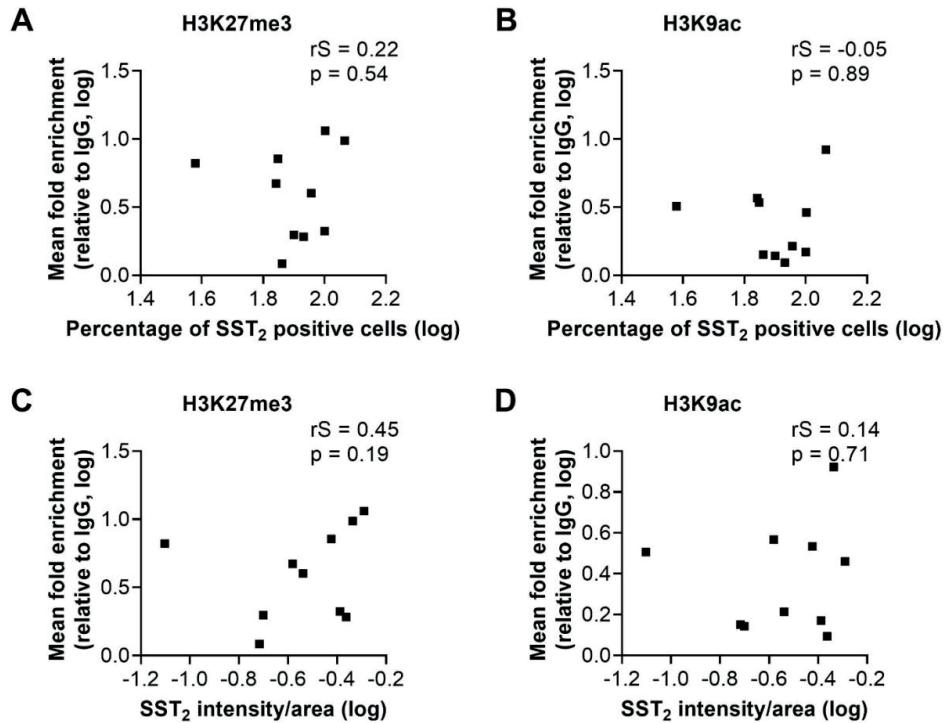 A
H3K27me3
rS = 0.22
p = 0.54
Mean fold enrichment
(relative to IgG, log)
1.5
1.0
0.5
0.0
1.4 1.6 1.8 2.0 2.2
Percentage of SST₂ positive cells (log)
B
H3K9ac
rS = -0.05
p = 0.89
Mean fold enrichment
(relative to IgG, log)
1.5
1.0
0.5
0.0
1.4 1.6 1.8 2.0 2.2
Percentage of SST₂ positive cells (log)
C
H3K27me3
rS = 0.45
p = 0.19
Mean fold enrichment
(relative to IgG, log)
1.5
1.0
0.5
0.0
-1.2 -1.0 -0.8 -0.6 -0.4 -0.2
SST₂ intensity/area (log)
D
H3K9ac
rS = 0.14
p = 0.71
Mean fold enrichment
(relative to IgG, log)
1.0
0.8
0.6
0.4
0.2
0.0
-1.2 -1.0 -0.8 -0.6 -0.4 -0.2
SST₂ intensity/area (log)